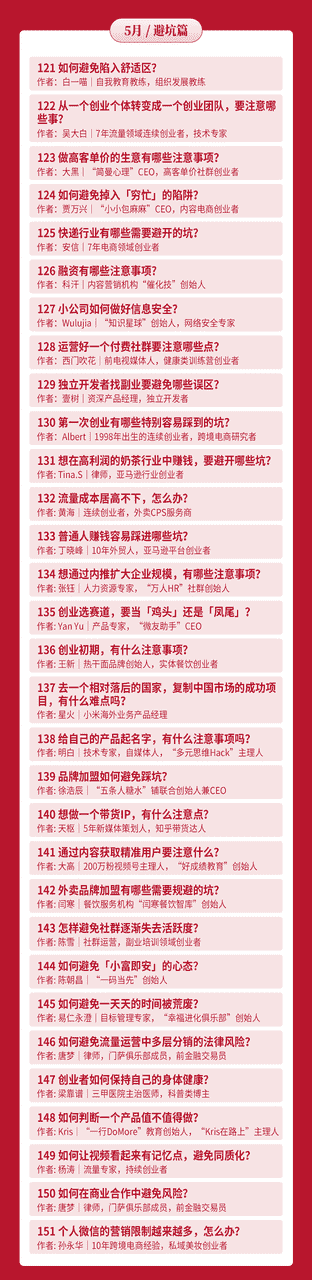 5月 / 避坑篇
121 如何避免陷入舒适区？
作者：白一喵｜自我教育教练，组织发展教练
122 从一个创业个体转变成一个创业团队，要注意哪
些事？
作者：吴大白｜7年流量领域连续创业者，技术专家
123 做高客单价的生意有哪些注意事项？
作者：大黑｜“简曼心理”CEO，高客单价社群创业者
124 如何避免掉入「穷忙」的陷阱？
作者：贾万兴｜“小小包麻麻”CEO，内容电商创业者
125 快递行业有哪些需要避开的坑？
作者：安信｜7年电商领域创业者
126 融资有哪些注意事项？
作者：科汗｜内容营销机构“催化技”创始人
127 小公司如何做好信息安全？
作者：Wulujia｜“知识星球”创始人，网络安全专家
128 运营好一个付费社群要注意哪些点？
作者：西门吹花｜前电视媒体人，健康类训练营创业者
129 独立开发者找副业要避免哪些误区？
作者：壹树｜资深产品经理，独立开发者
130 第一次创业有哪些特别容易踩到的坑？
作者：Albert｜1998年出生的连续创业者，跨境电商研究者
131 想在高利润的奶茶行业中赚钱，要避开哪些坑？
作者: Tina.S｜律师，亚马逊行业创业者
132 流量成本居高不下，怎么办？
作者: 黄海｜连续创业者，外卖CPS服务商
133 普通人赚钱容易踩进哪些坑？
作者: 丁晓峰｜10年外贸人，亚马逊平台创业者
134 想通过内推扩大企业规模，有哪些注意事项？
作者: 张钰｜人力资源专家，“万人HR”社群创始人
135 创业选赛道，要当「鸡头」还是「凤尾」？
作者: Yan Yu｜产品专家，“微友助手”CEO
136 创业初期，有什么注意事项？
作者: 王新｜热干面品牌创始人，实体餐饮创业者
137 去一个相对落后的国家，复制中国市场的成功项
目，有什么难点吗？
作者: 星火｜小米海外业务产品经理
138 给自己的产品起名字，有什么注意事项吗？
作者: 明白｜技术专家，自媒体人，“多元思维Hack”主理人
139 品牌加盟如何避免踩坑？
作者: 徐浩辰｜“五条人糖水”铺联合创始人兼CEO
140 想做一个带货IP，有什么注意点？
作者: 天枢｜5年新媒体策划人，知乎带货达人
141 通过内容获取精准用户要注意什么？
作者: 大高｜200万粉视频号主理人，“好成绩教育”创始人
142 外卖品牌加盟有哪些需要规避的坑？
作者: 闫寒｜餐饮服务机构“闫寒餐饮智库”创始人
143 怎样避免社群逐渐失去活跃度？
作者: 陈雪｜社群运营，副业培训领域创业者
144 如何避免「小富即安」的心态？
作者: 陈朝昌｜“一码当先”创始人
145 如何避免一天天的时间被荒废？
作者: 易仁永澄｜目标管理专家，“幸福进化俱乐部”创始人
146 如何避免流量运营中多层分销的法律风险？
作者: 唐梦｜律师，门萨俱乐部成员，前金融交易员
147 创业者如何保持自己的身体健康？
作者: 梁靠谱｜三甲医院主治医师，科普类博主
148 如何判断一个产品值不值得做？
作者: Kris｜“一行DoMore”教育创始人，“Kris在路上”主理人
149 如何让视频看起来有记忆点，避免同质化？
作者: 杨涛｜流量专家，持续创业者
150 如何在商业合作中避免风险？
作者: 唐梦｜律师，门萨俱乐部成员，前金融交易员
151 个人微信的营销限制越来越多，怎么办？
作者: 孙永华｜10年跨境电商经验，私域美妆创业者